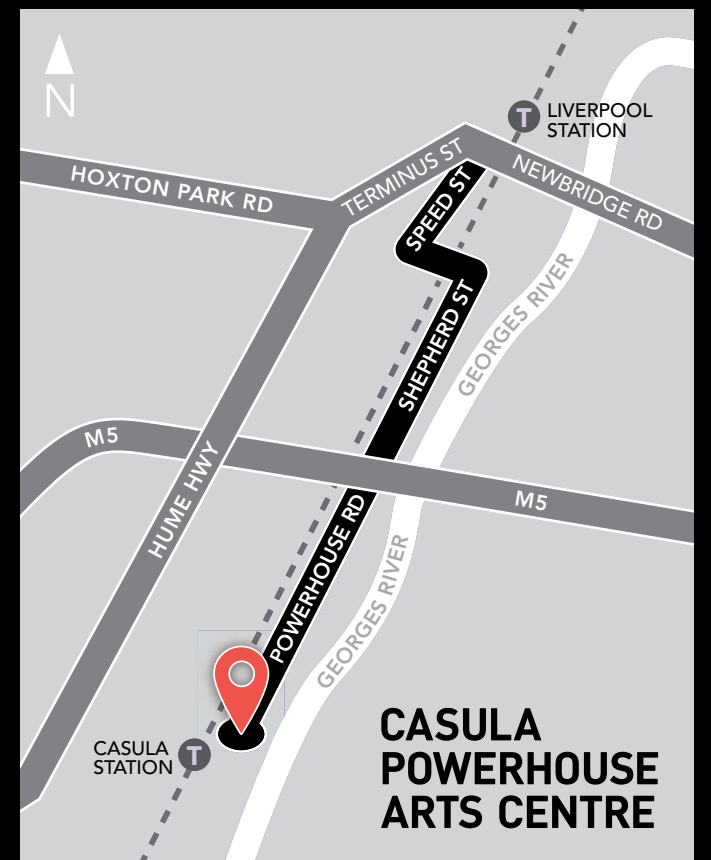 N
T
LIVERPOOL
STATION
HOXTON PARK RD
TERMINUS ST
NEWBRIDGE RD
SPEED ST
SHEPHERD ST
GEORGES RIVER
M5
HUME HWY
M5
POWERHOUSE RD
GEORGES RIVER
CASULA
STATION
T
CASULA
POWERHOUSE
ARTS CENTRE